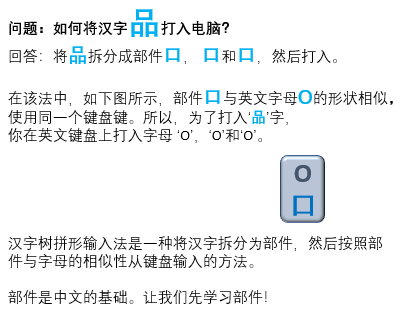 问题：如何将汉字品打入电脑?
回答：将品拆分成部件口，口和口，然后打入。
在该法中，如下图所示，部件口与英文字母O的形状相似，
使用同一个键盘键。所以，为了打入‘品’字，
你在英文键盘上打入字母 ‘O’，‘O’和‘O’。
O
口
汉字树拼形输入法是一种将汉字拆分为部件，然后按照部
件与字母的相似性从键盘输入的方法。
部件是中文的基础。让我们先学习部件!